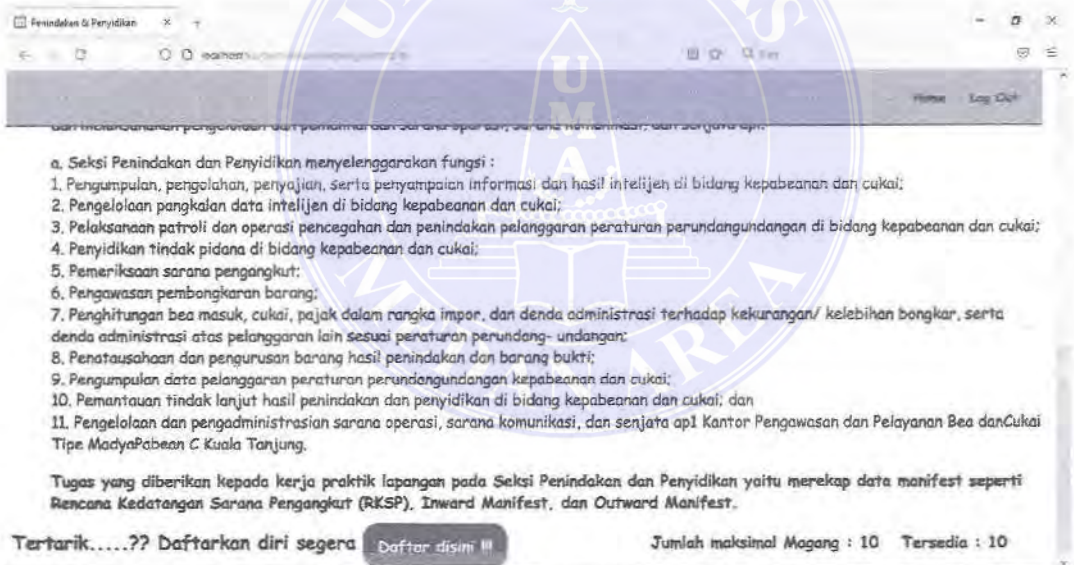 Penindakan & Penyidikan
Home Log Out
a. Seksi Penindakan dan Penyidikan menyelenggarakan fungsi :
1. Pengumpulan, pengolahan, penyajian, serta penyampaian informasi dan hasil intelijen di bidang kepabeanan dan cukai;
2. Pengelolaan pangkalan data intelijen di bidang kepabeanan dan cukai;
3. Pelaksanaan patroli dan operasi pencegahan dan penindakan pelanggaran peraturan perundangundangan di bidang kepabeanan dan cukai;
4. Penyidikan tindak pidana di bidang kepabeanan dan cukai;
5. Pemeriksaan sarana pengangkut;
6. Pengawasan pembongkaran barang;
7. Penghitungan bea masuk, cukai, pajak dalam rangka impor, dan denda administrasi terhadap kekurangan/ kelebihan bongkar, serta
denda administrasi atas pelanggaran lain sesuai peraturan perundang- undangan;
8. Penatausahaan dan pengurusan barang hasil penindakan dan barang bukti;
9. Pengumpulan data pelanggaran peraturan perundangundangan kepabeanan dan cukai;
10. Pemantauan tindak lanjut hasil penindakan dan penyidikan di bidang kepabeanan dan cukai; dan
11. Pengelolaan dan pengadministrasian sarana operasi, sarana komunikasi, dan senjata ap1 Kantor Pengawasan dan Pelayanan Bea danCukai
Tipe MadyaPabean C Kuala Tanjung.
Tugas yang diberikan kepada kerja praktik lapangan pada Seksi Penindakan dan Penyidikan yaitu merekap data manifest seperti
Rencana Kedatangan Sarana Pengangkut (RKSP), Inward Manifest, dan Outward Manifest.
Tertarik.....?? Daftarkan diri segera Daftar disini !!! Jumlah maksimal Magang : 10 Tersedia : 10
UMA
MEDAN AREA